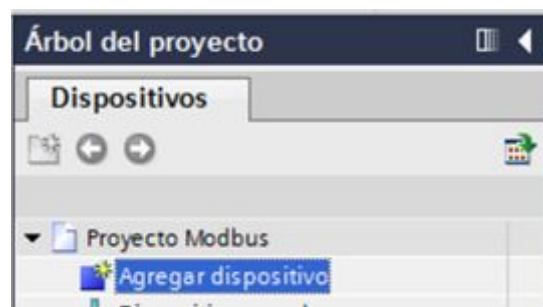 Árbol del proyecto
Dispositivos
Proyecto Modbus
Agregar dispositivo